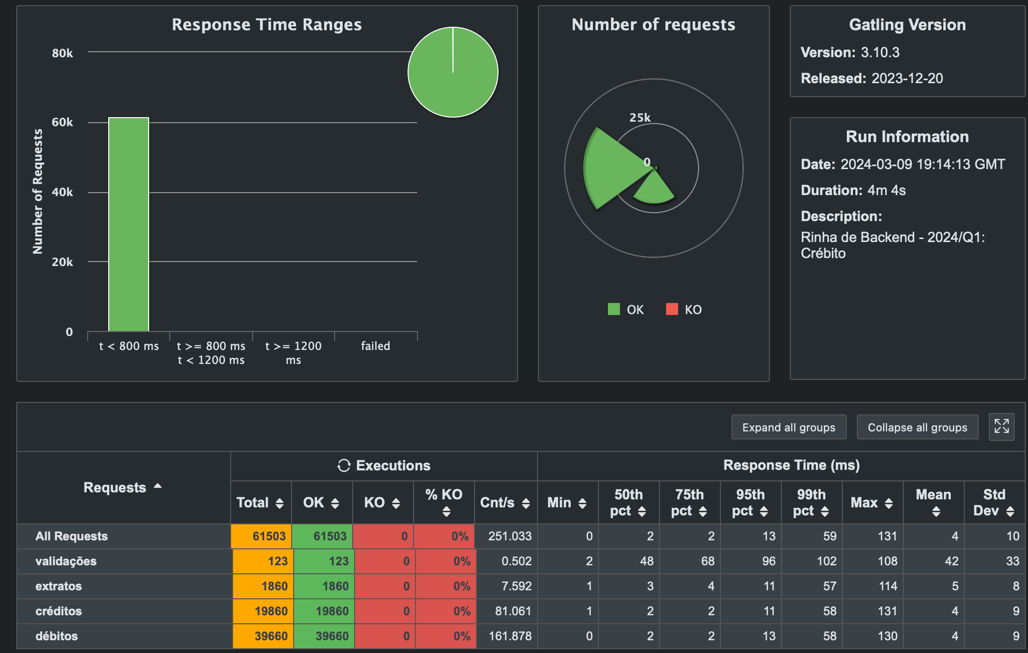 Response Time Ranges
80k
60k
40k
20k
0
Number of Requests
t < 800 ms
t >= 800 ms
t < 1200 ms
t >= 1200
ms
failed
Number of requests
25k
0
OK
KO
Gatling Version
Version: 3.10.3
Released: 2023-12-20
Run Information
Date: 2024-03-09 19:14:13 GMT
Duration: 4m 4s
Description:
Rinha de Backend - 2024/Q1:
Crébito
Expand all groups
Collapse all groups
Requests
Executions
Response Time (ms)
Total OK KO % KO Cnt/s Min 50th pct 75th pct 95th pct 99th pct Max Mean Std Dev
All Requests 61503 61503 0 0% 251.033 0 2 2 13 59 131 4 10
validações 123 123 0 0% 0.502 2 48 68 96 102 108 42 33
extratos 1860 1860 0 0% 7.592 1 3 4 11 57 114 5 8
créditos 19860 19860 0 0% 81.061 1 2 2 11 58 131 4 9
débitos 39660 39660 0 0% 161.878 0 2 2 13 58 130 4 9